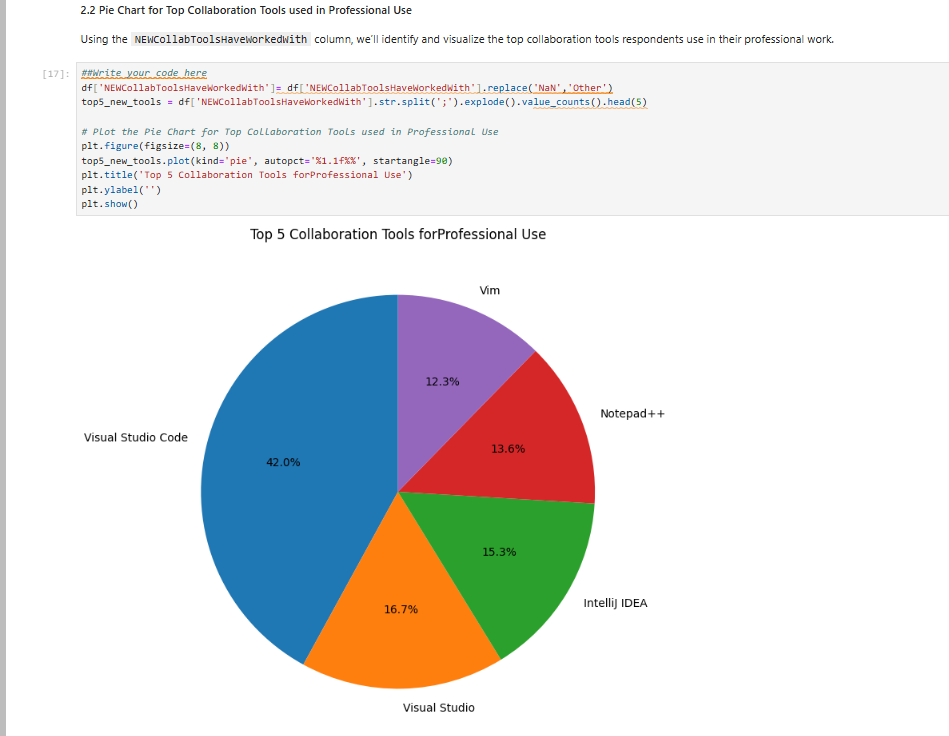 2.2 Pie Chart for Top Collaboration Tools used in Professional Use
Using the NEWCollabToolsHaveWorkedWith column, we'll identify and visualize the top collaboration tools respondents use in their professional work.
[17]: ##Write your code here
df['NEWCollabToolsHaveWorkedWith']= df['NEWCollabToolsHaveWorkedWith'].replace('NaN','Other')
top5_new_tools = df['NEWCollabToolsHaveWorkedWith'].str.split(';').explode().value_counts().head(5)
# Plot the Pie Chart for Top Collaboration Tools used in Professional Use
plt.figure(figsize=(8, 8))
top5_new_tools.plot(kind='pie', autopct='%1.1f%%', startangle=90)
plt.title('Top 5 Collaboration Tools forProfessional Use')
plt.ylabel('')
plt.show()
Top 5 Collaboration Tools forProfessional Use
Vim
12.3%
Notepad++
Visual Studio Code
13.6%
42.0%
15.3%
IntelliJ IDEA
16.7%
Visual Studio